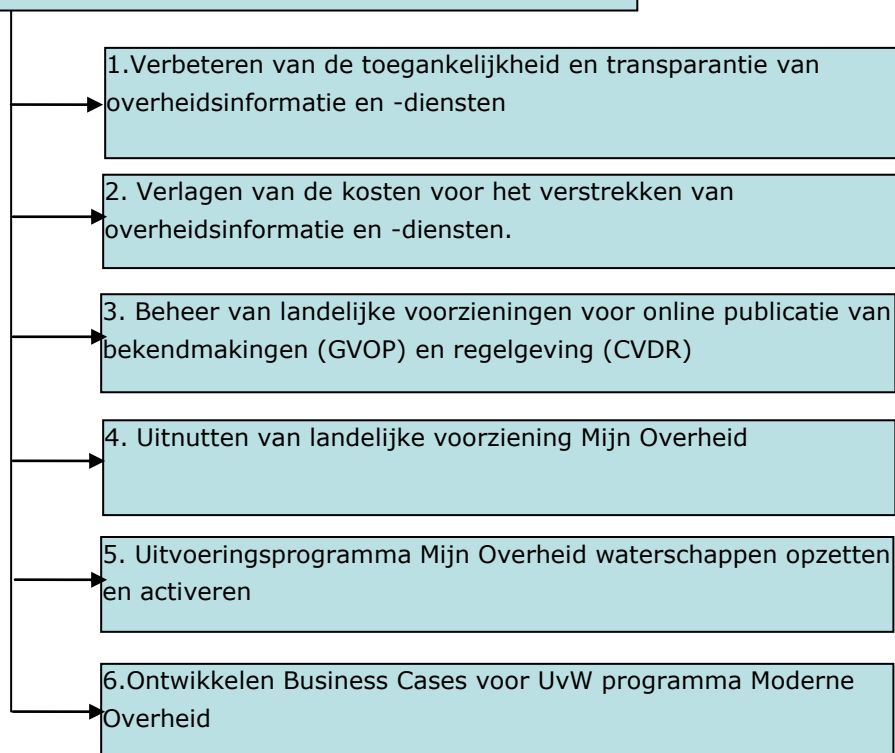 1.Verbeteren van de toegankelijkheid en transparantie van
overheidsinformatie en -diensten
2. Verlagen van de kosten voor het verstrekken van
overheidsinformatie en -diensten.
3. Beheer van landelijke voorzieningen voor online publicatie van
bekendmakingen (GVOP) en regelgeving (CVDR)
4. Uitnutten van landelijke voorziening Mijn Overheid
5. Uitvoeringsprogramma Mijn Overheid waterschappen opzetten
en activeren
6.Ontwikkelen Business Cases voor UvW programma Moderne
Overheid